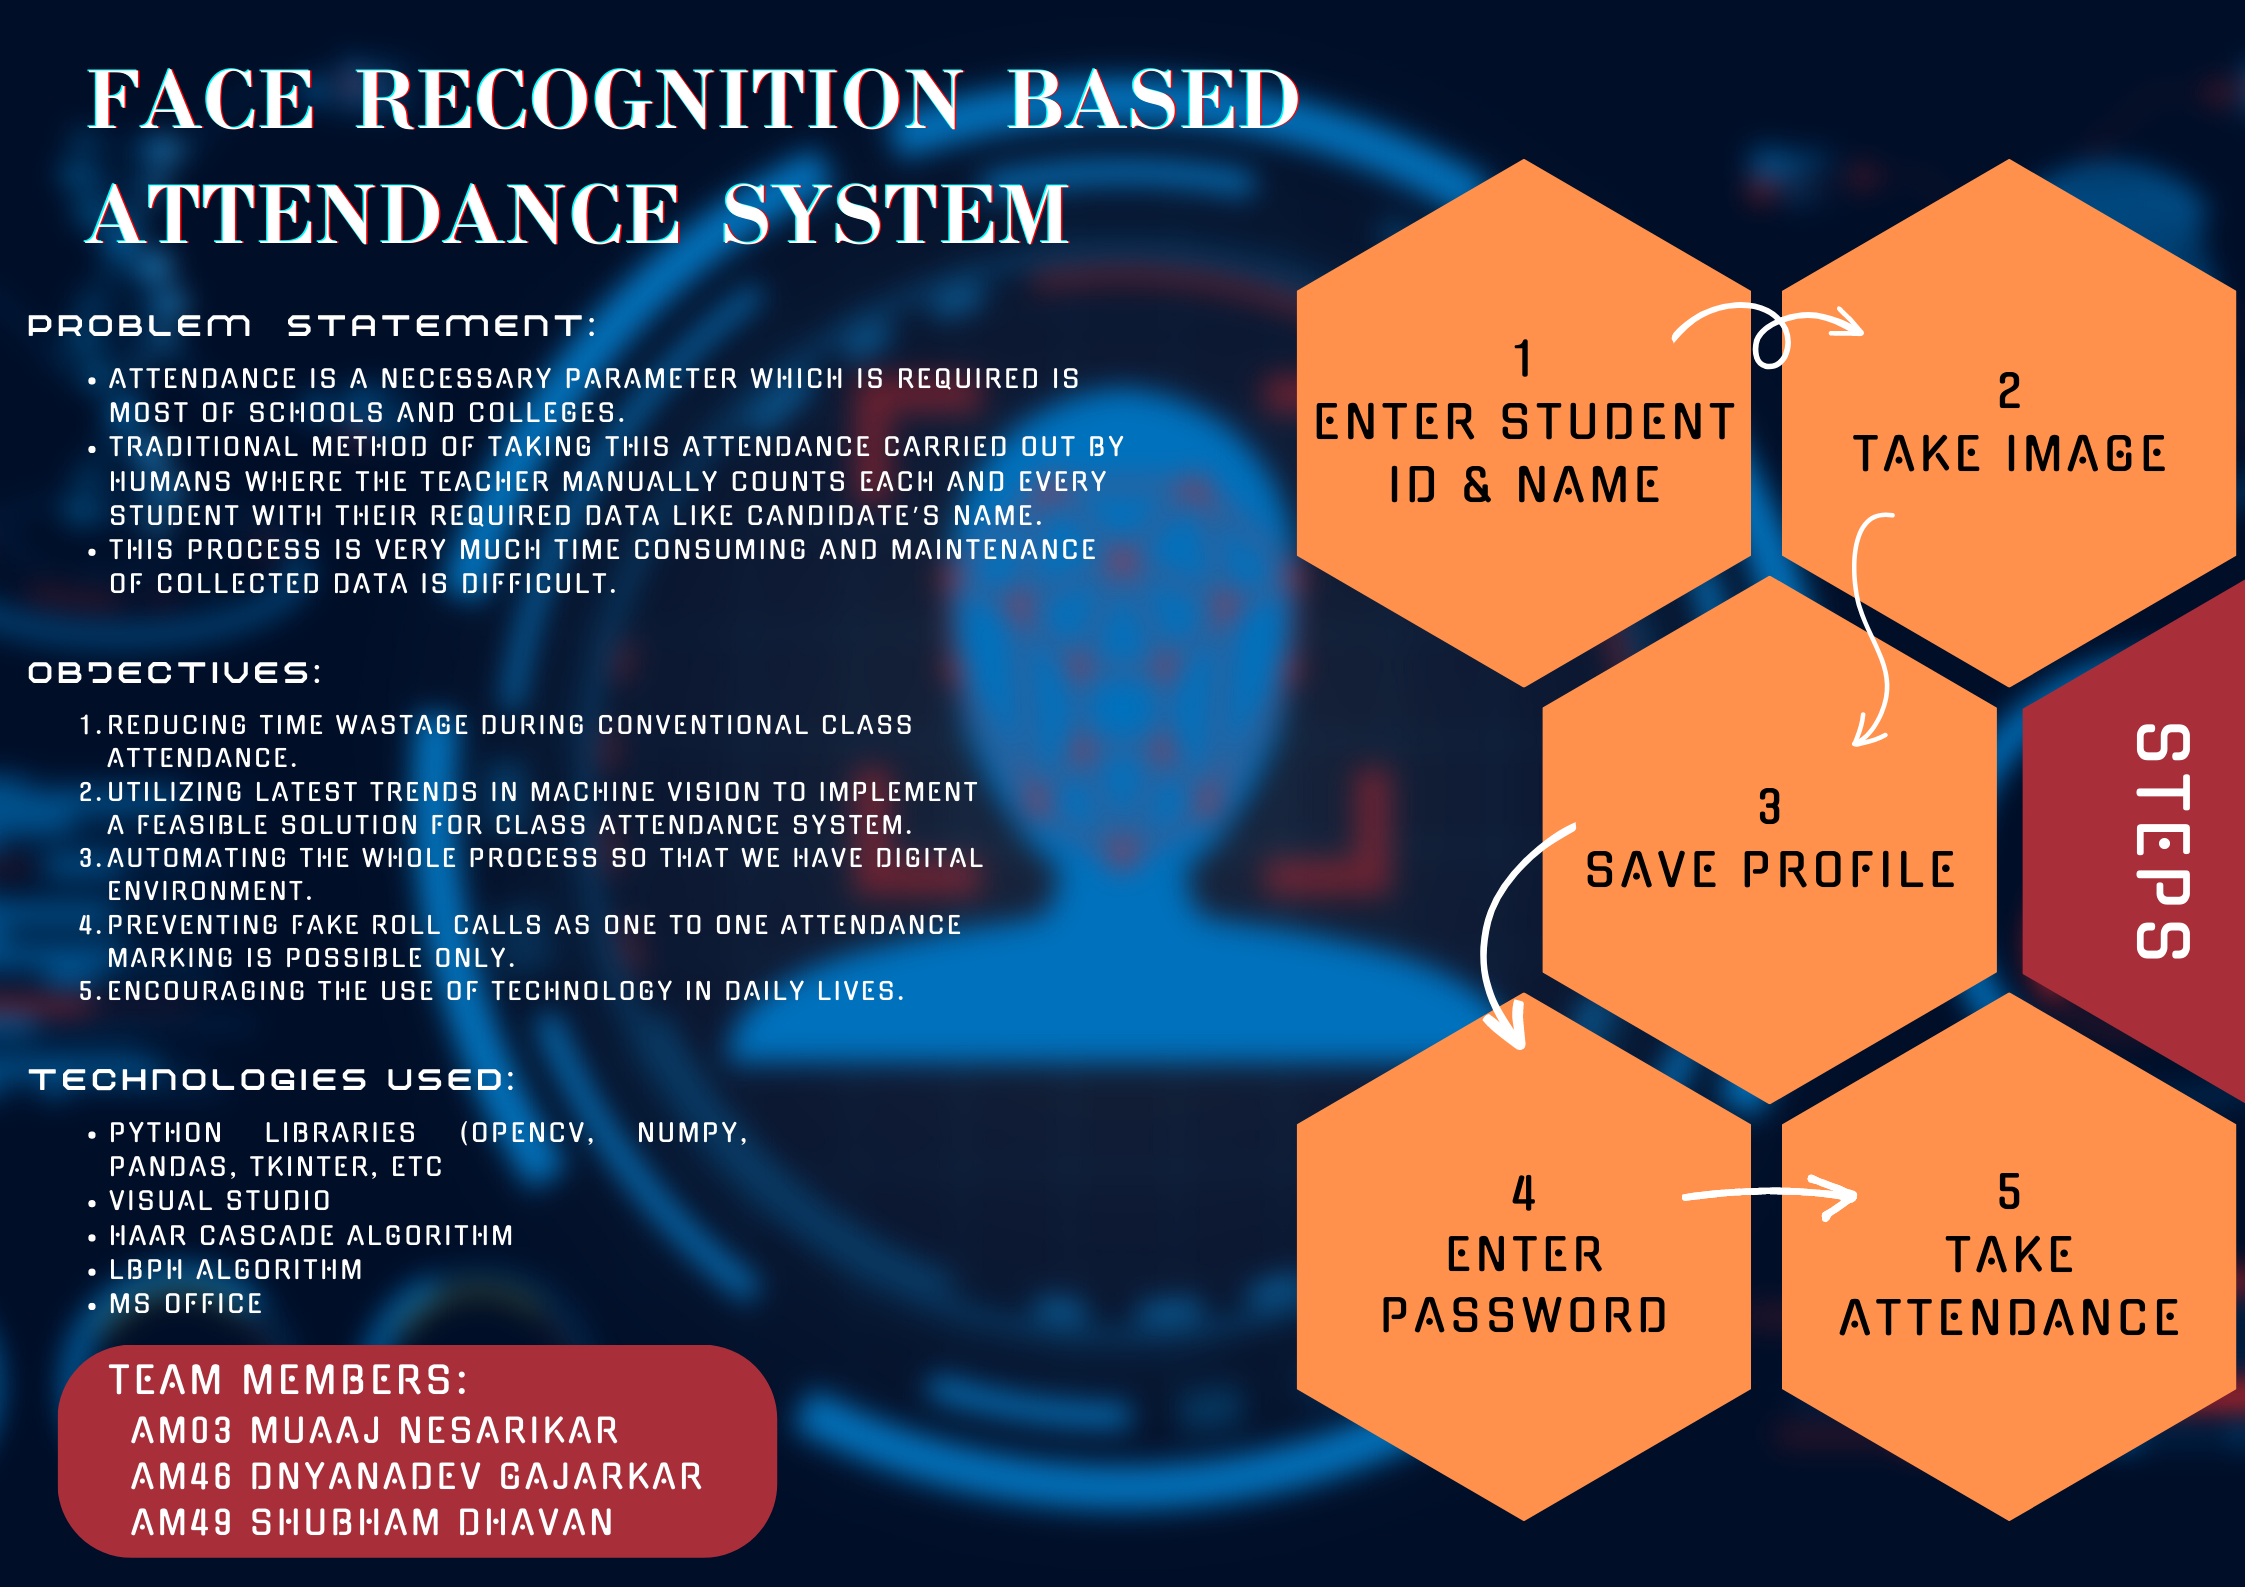 FACE RECOGNITION BASED
ATTENDANCE SYSTEM
PROBLEM STATEMENT:
• ATTENDANCE IS A NECESSARY PARAMETER WHICH IS REQUIRED IS
MOST OF SCHOOLS AND COLLEGES.
• TRADITIONAL METHOD OF TAKING THIS ATTENDANCE CARRIED OUT BY
HUMANS WHERE THE TEACHER MANUALLY COUNTS EACH AND EVERY
STUDENT WITH THEIR REQUIRED DATA LIKE CANDIDATE'S NAME.
• THIS PROCESS IS VERY MUCH TIME CONSUMING AND MAINTENANCE
OF COLLECTED DATA IS DIFFICULT.
OBJECTIVES:
1. REDUCING TIME WASTAGE DURING CONVENTIONAL CLASS
ATTENDANCE.
2. UTILIZING LATEST TRENDS IN MACHINE VISION TO IMPLEMENT
A FEASIBLE SOLUTION FOR CLASS ATTENDANCE SYSTEM.
3. AUTOMATING THE WHOLE PROCESS SO THAT WE HAVE DIGITAL
ENVIRONMENT.
4. PREVENTING FAKE ROLL CALLS AS ONE TO ONE ATTENDANCE
MARKING IS POSSIBLE ONLY.
5. ENCOURAGING THE USE OF TECHNOLOGY IN DAILY LIVES.
TECHNOLOGIES USED:
• PYTHON LIBRARIES (OPENCV, NUMPY,
PANDAS, TKINTER, ETC
• VISUAL STUDIO
• HAAR CASCADE ALGORITHM
• LBPH ALGORITHM
• MS OFFICE
TEAM MEMBERS:
AM03 MUAAJ NESARIKAR
AM46 DNYANADEV GAJARKAR
AM49 SHUBHAM DHAVAN
1
ENTER STUDENT
ID & NAME
2
TAKE IMAGE
3
SAVE PROFILE
STEPS
4
ENTER
PASSWORD
5
TAKE
ATTENDANCE